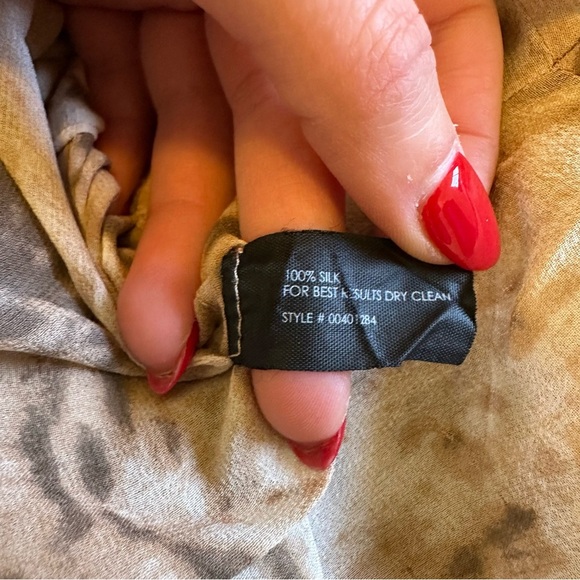 100% SILK
FOR BEST RESULTS DRY CLEAN
STYLE # 00401284